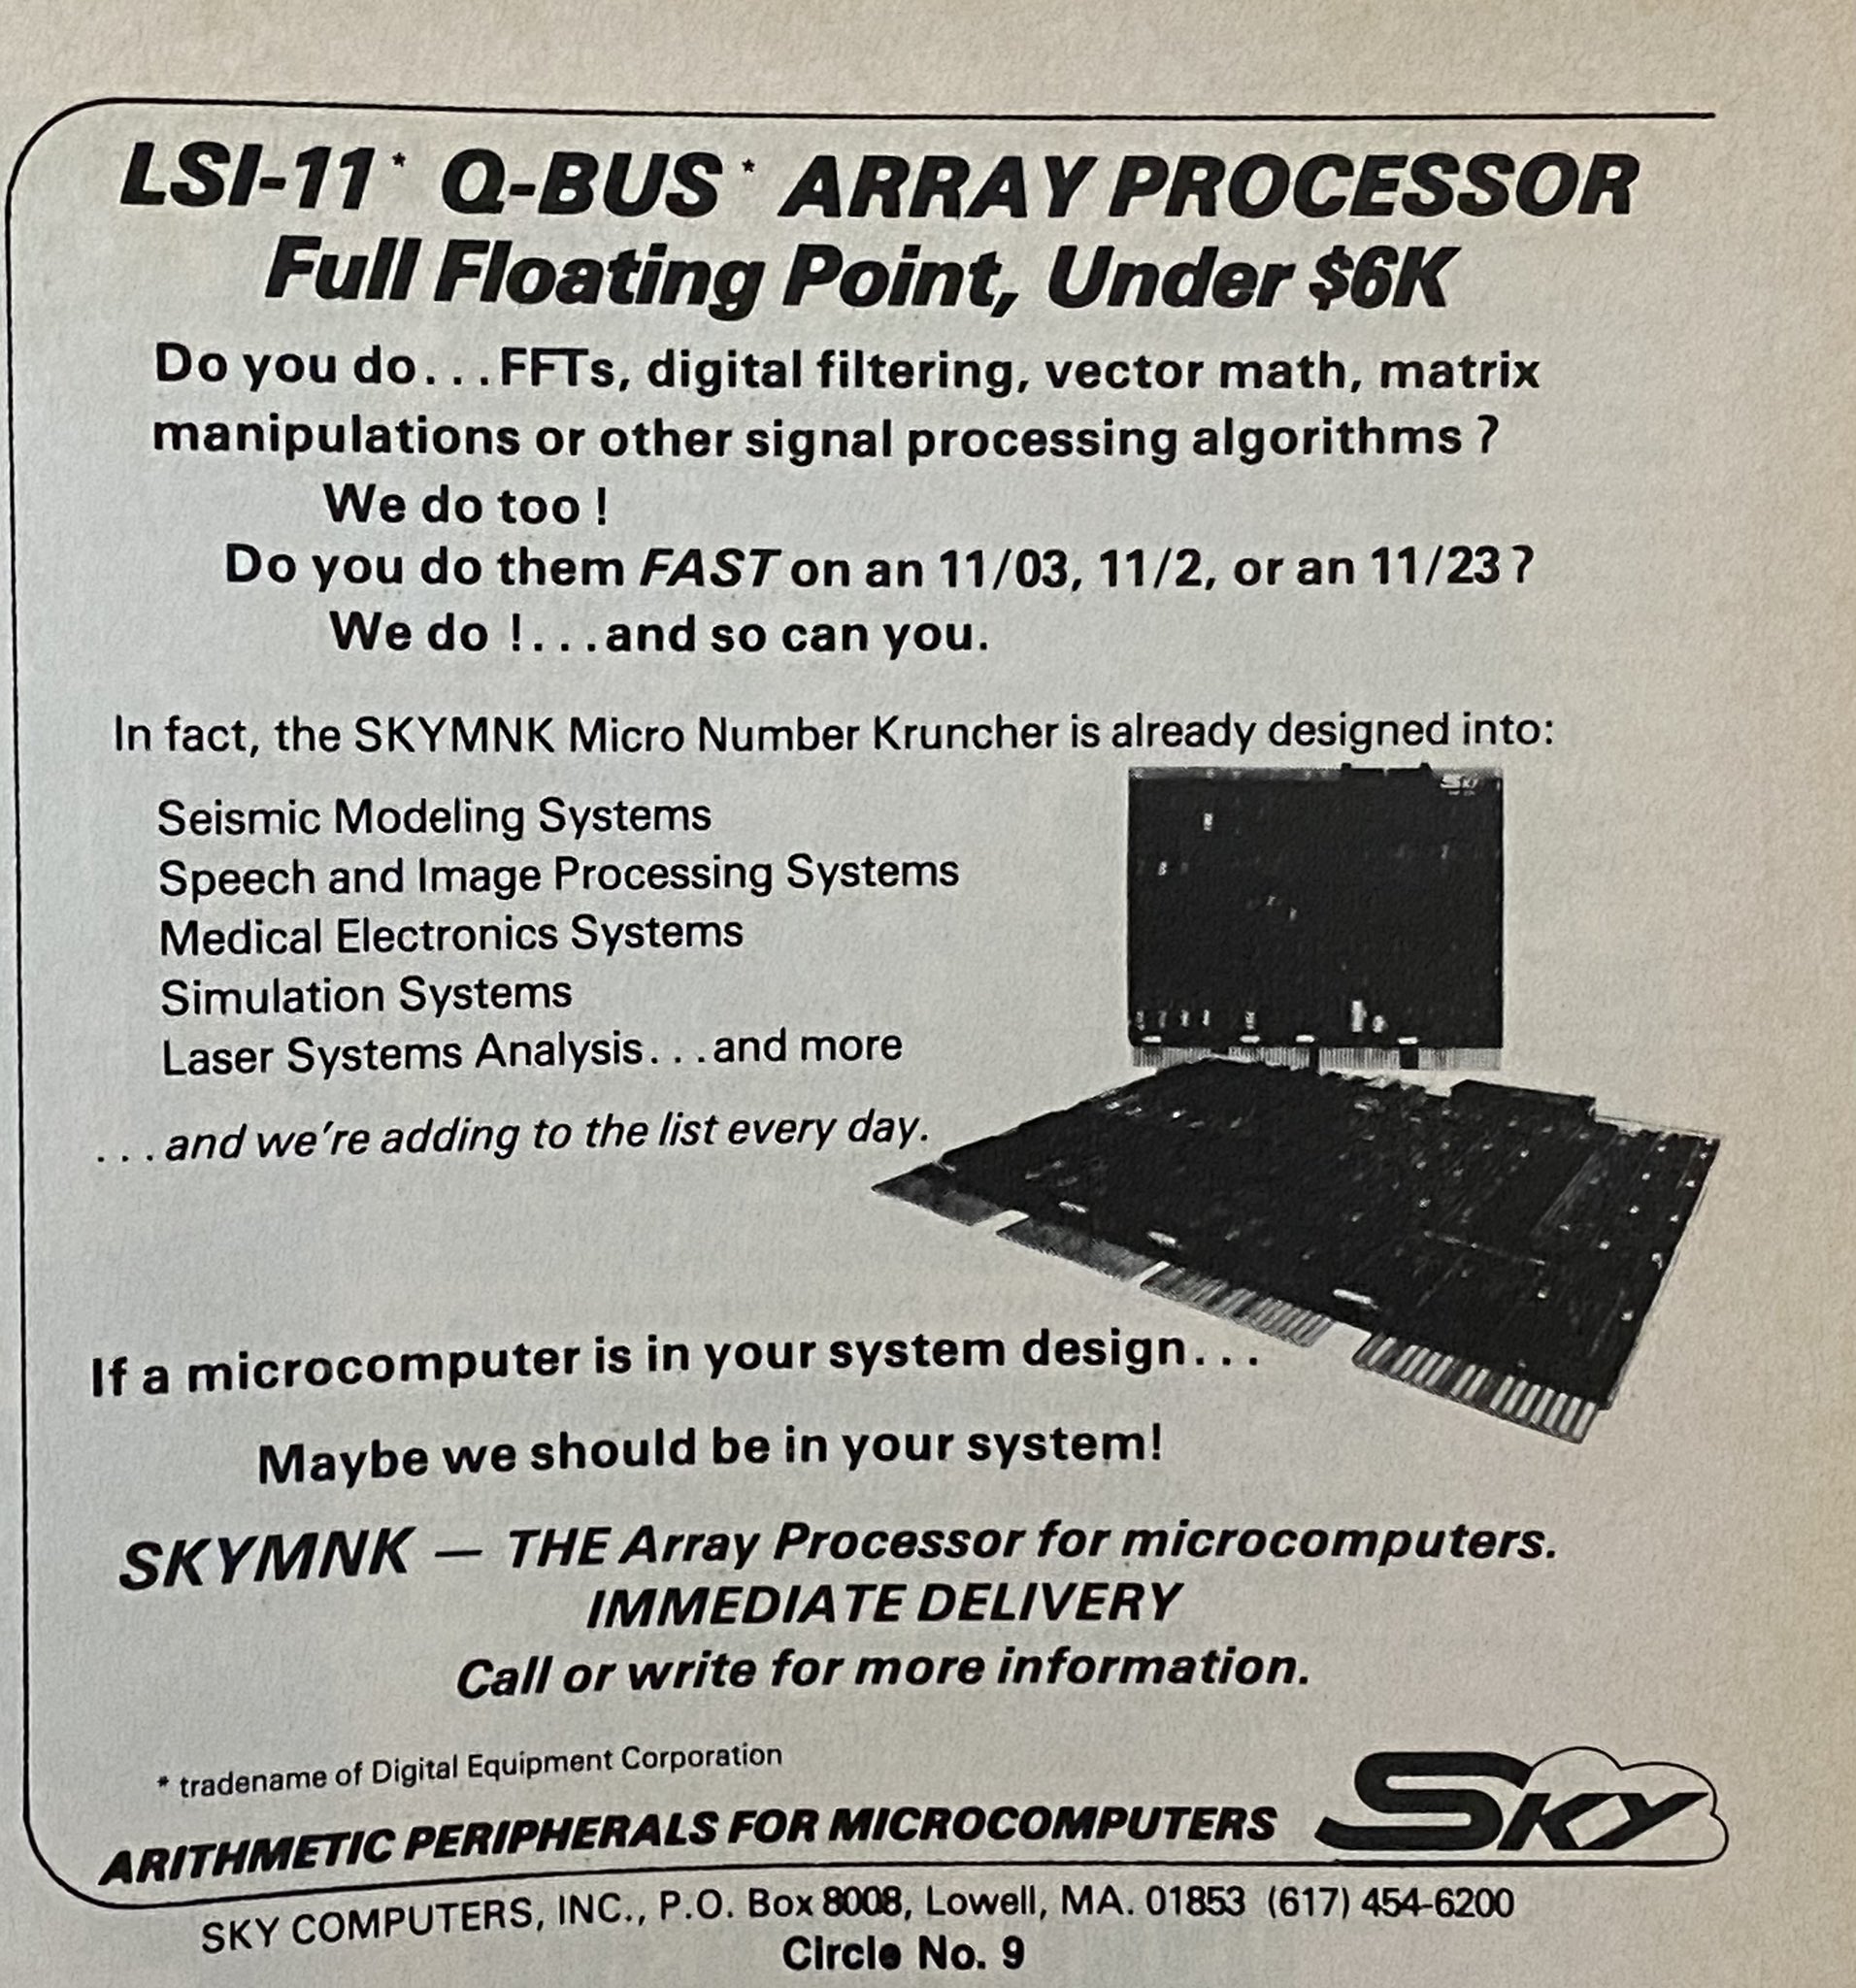 LSI-11* Q-BUS* ARRAY PROCESSOR
Full Floating Point, Under $6K
Do you do...FFTs, digital filtering, vector math, matrix
manipulations or other signal processing algorithms ?
We do too !
Do you do them FAST on an 11/03, 11/2, or an 11/23 ?
We do !...and so can you.
In fact, the SKYMNK Micro Number Kruncher is already designed into:
Seismic Modeling Systems
Speech and Image Processing Systems
Medical Electronics Systems
Simulation Systems
Laser Systems Analysis...and more
...and we're adding to the list every day.
SKY
If a microcomputer is in your system design...
Maybe we should be in your system!
SKYMNK — THE Array Processor for microcomputers.
IMMEDIATE DELIVERY
Call or write for more information.
* tradename of Digital Equipment Corporation
ARITHMETIC PERIPHERALS FOR MICROCOMPUTERS
SKY
SKY COMPUTERS, INC., P.O. Box 8008, Lowell, MA. 01853 (617) 454-6200
Circle No. 9